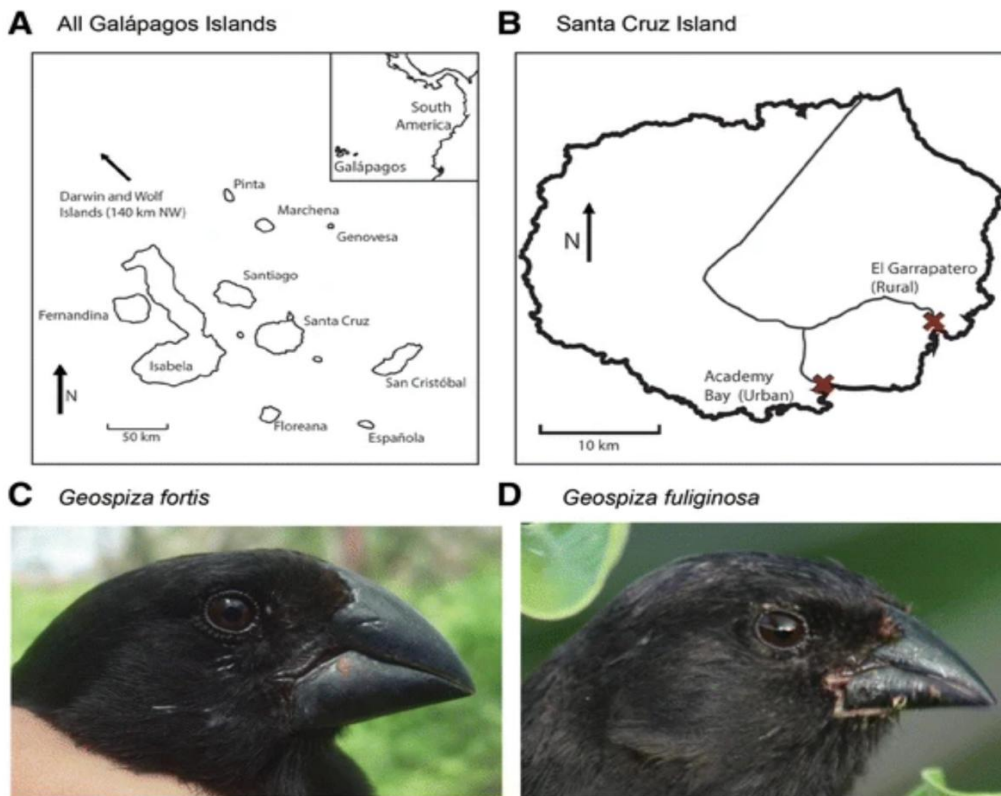 A All Galápagos Islands
South
America
Galápagos
Darwin and Wolf
Islands (140 km NW)
Pinta
Marchena
Genovesa
Santiago
Fernandina
Santa Cruz
Isabela
San Cristóbal
N
50 km
Floreana
Española
B Santa Cruz Island
N
El Garrapatero
(Rural)
Academy
Bay (Urban)
10 km
C Geospiza fortis
D Geospiza fuliginosa